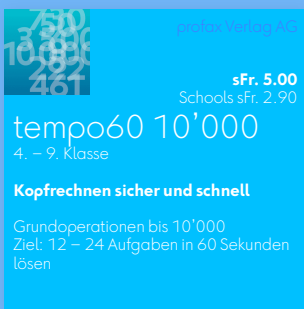 profax Verlag AG
sFr. 5.00
Schools sFr. 2.90
tempo60 10’000
4. – 9. Klasse
Kopfrechnen sicher und schnell
Grundoperationen bis 10’000
Ziel: 12 – 24 Aufgaben in 60 Sekunden
lösen